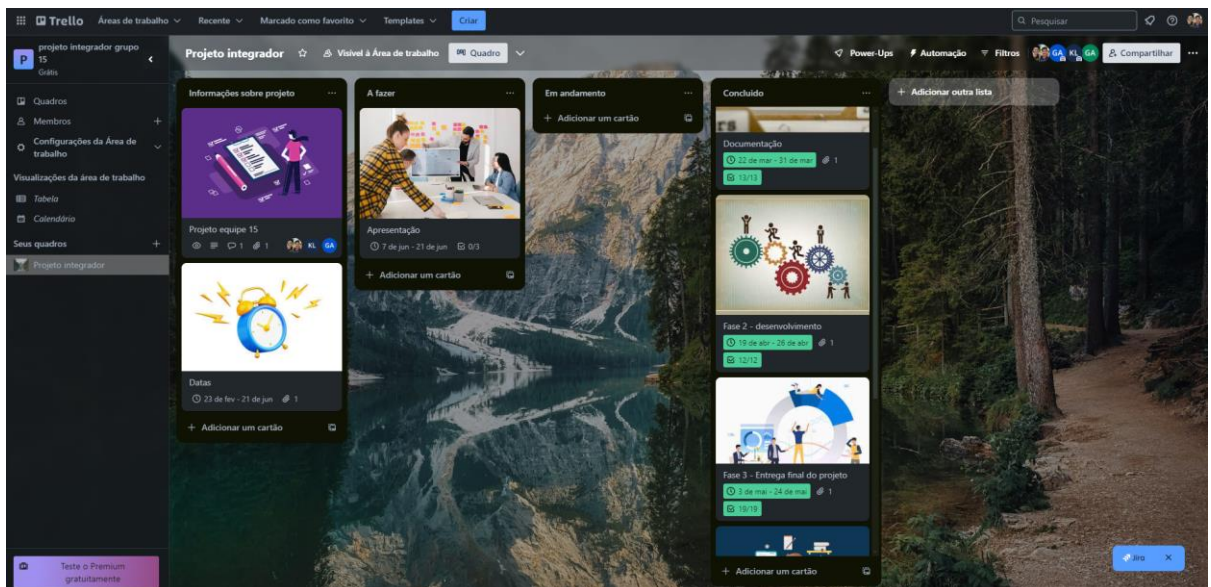 Trello
Áreas de trabalho
Recente
Marcado como favorito
Templates
Criar
Pesquisar
P
projeto integrador grupo
15
Grátis
Projeto integrador
Visível à Área de trabalho
Quadro
Power-Ups
Automação
Filtros
GA
KL
GA
Compartilhar
Quadros
Membros
Configurações da Área de
trabalho
Visualizações da área de trabalho
Tabela
Calendário
Seus quadros
Projeto integrador
Teste o Premium
gratuitamente
Informações sobre projeto
Projeto equipe 15
1
1
KL
GA
Datas
23 de fev - 21 de jun
1
+ Adicionar um cartão
A fazer
Apresentação
7 de jun - 21 de jun
0/3
+ Adicionar um cartão
Em andamento
+ Adicionar um cartão
Concluido
Documentação
22 de mar - 31 de mar
1
13/13
Fase 2 - desenvolvimento
19 de abr - 26 de abr
1
12/12
Fase 3 - Entrega final do projeto
3 de mai - 24 de mai
1
19/19
+ Adicionar um cartão
+ Adicionar outra lista
Jira
X